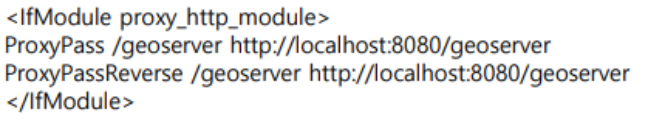 <IfModule proxy_http_module>
ProxyPass /geoserver http://localhost:8080/geoserver
ProxyPassReverse /geoserver http://localhost:8080/geoserver
</IfModule>